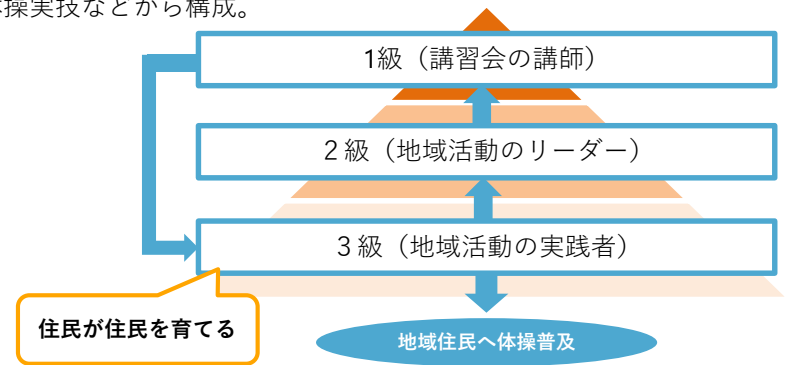 操実技などから構成。
1級（講習会の講師）
２級（地域活動のリーダー）
３級（地域活動の実践者）
住民が住民を育てる
地域住民へ体操普及